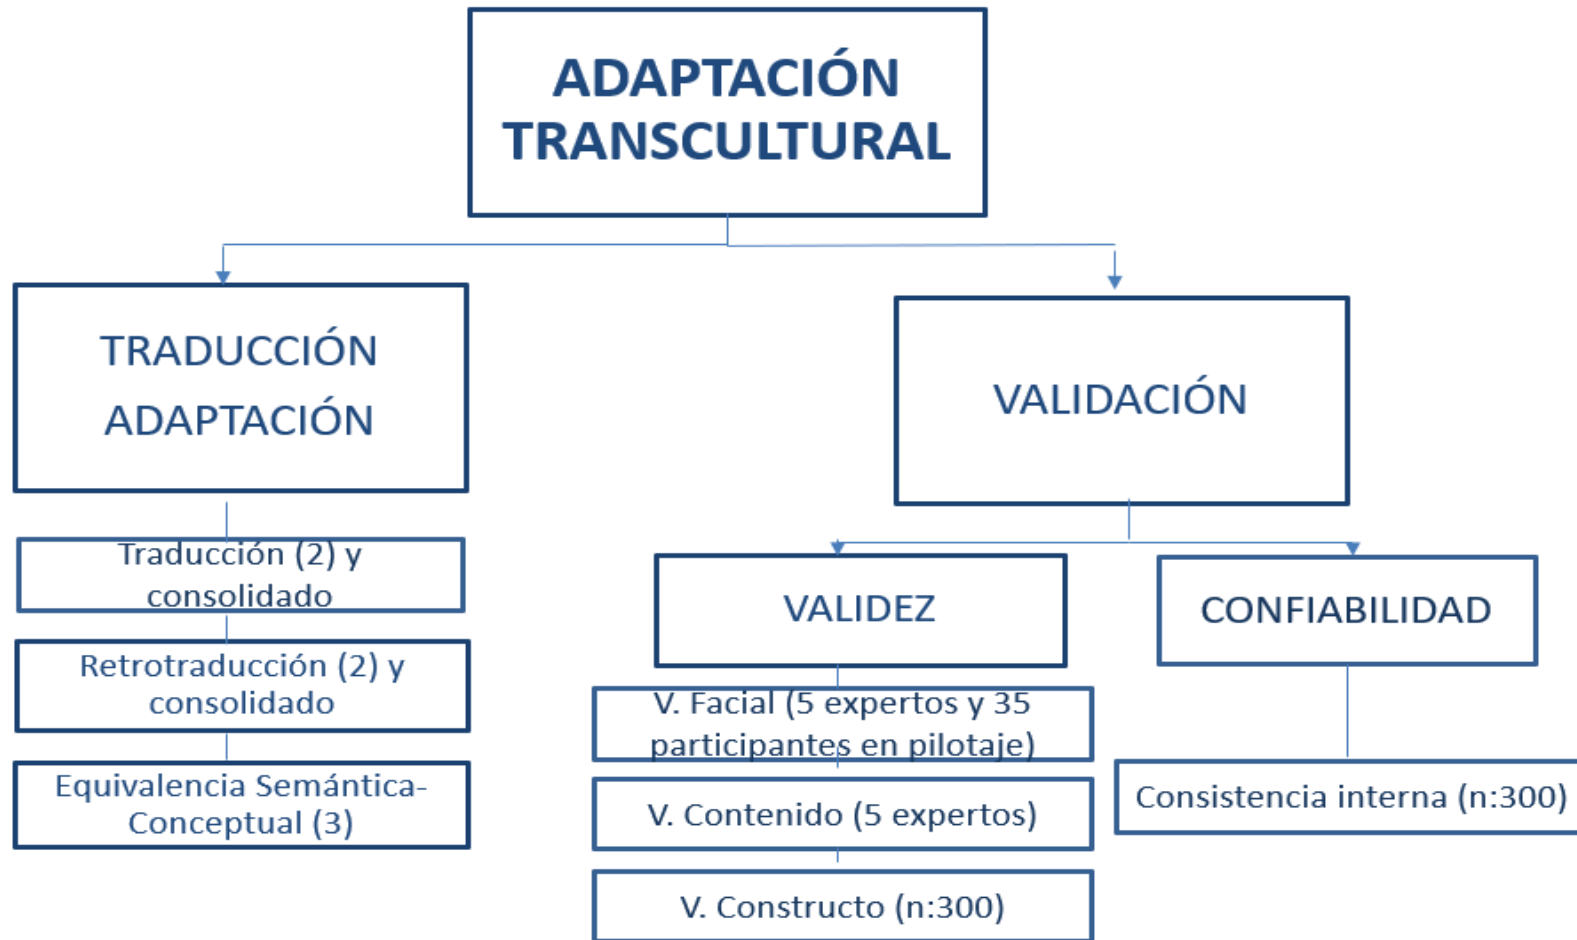 ADAPTACIÓN
TRANSCULTURAL
TRADUCCIÓN
ADAPTACIÓN
Traducción (2) y
consolidado
Retrotraducción (2) y
consolidado
Equivalencia Semántica-
Conceptual (3)
VALIDACIÓN
VALIDEZ
V. Facial (5 expertos y 35
participantes en pilotaje)
V. Contenido (5 expertos)
V. Constructo (n:300)
CONFIABILIDAD
Consistencia interna (n:300)